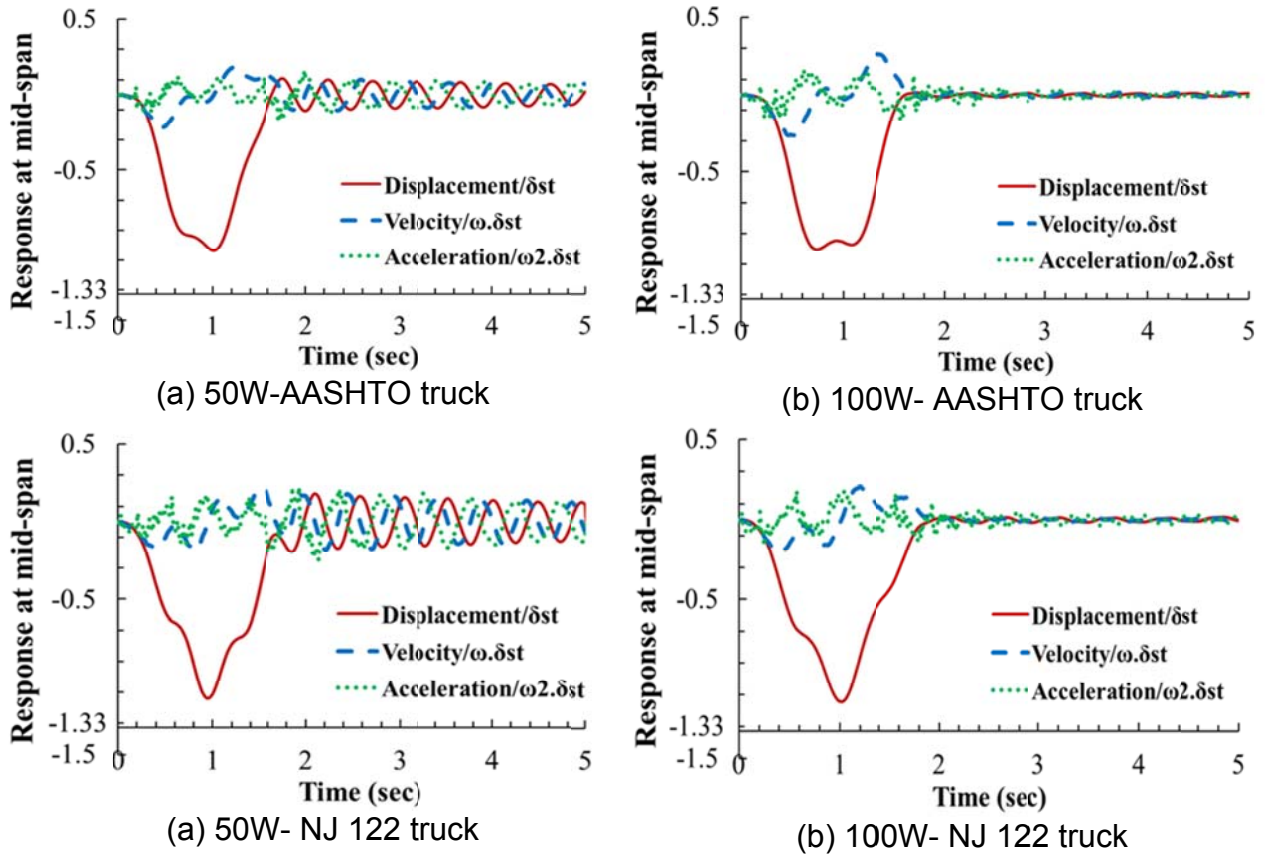 0.5
-0.5
-1.33
-1.5
Response at mid-span
Displacement/δst
Velocity/ω.δst
Acceleration/ω2.δst
0 1 2 3 4 5
Time (sec)
(a) 50W-AASHTO truck
0.5
-0.5
-1.33
-1.5
Response at mid-span
Displacement/δst
Velocity/ω.δst
Acceleration/ω2.δst
0 1 2 3 4 5
Time (sec)
(b) 100W- AASHTO truck
0.5
-0.5
-1.33
-1.5
Response at mid-span
Displacement/δst
Velocity/ω.δst
Acceleration/ω2.δst
0 1 2 3 4 5
Time (sec)
(a) 50W- NJ 122 truck
0.5
-0.5
-1.33
-1.5
Response at mid-span
Displacement/δst
Velocity/ω.δst
Acceleration/ω2.δst
0 1 2 3 4 5
Time (sec)
(b) 100W- NJ 122 truck